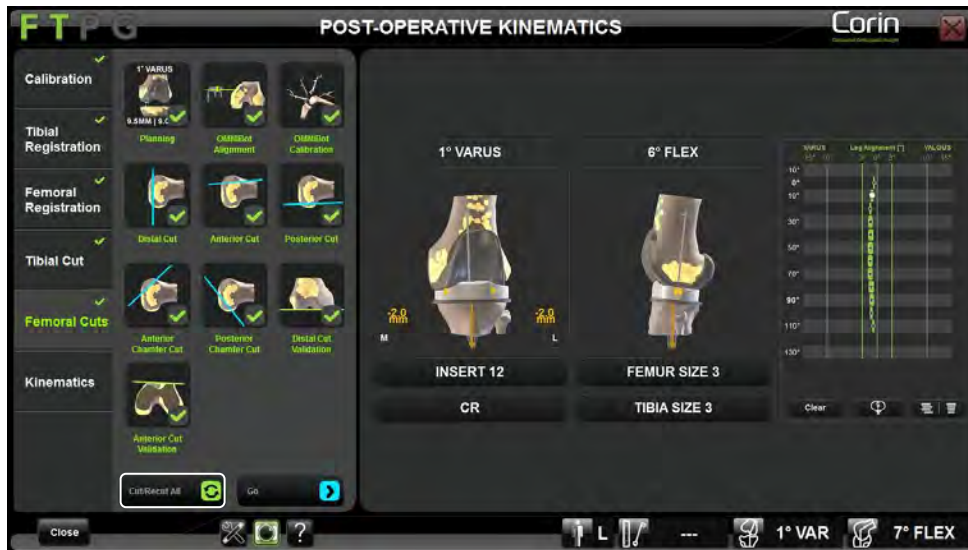 F T P G
POST-OPERATIVE KINEMATICS
Corin
Calibration
Tibial
Registration
Femoral
Registration
Tibial Cut
Femoral Cuts
Kinematics
1° VARUS
9.5MM | 9.
Planning
OMNIBot
Alignment
OMNIBot
Calibration
Distal Cut
Anterior Cut
Posterior Cut
Anterior
Chamfer Cut
Posterior
Chamfer Cut
Distal Cut
Validation
Anterior Cut
Validation
Cut/Recut All
Go
1° VARUS
6° FLEX
-2.0
mm
-2.0
mm
M
L
INSERT 12
FEMUR SIZE 3
CR
TIBIA SIZE 3
VARUS
Leg Alignment [°]
VALGUS
10°
0°
10°
30°
50°
70°
90°
110°
130°
Clear
Close
?
L
---
1° VAR
7° FLEX